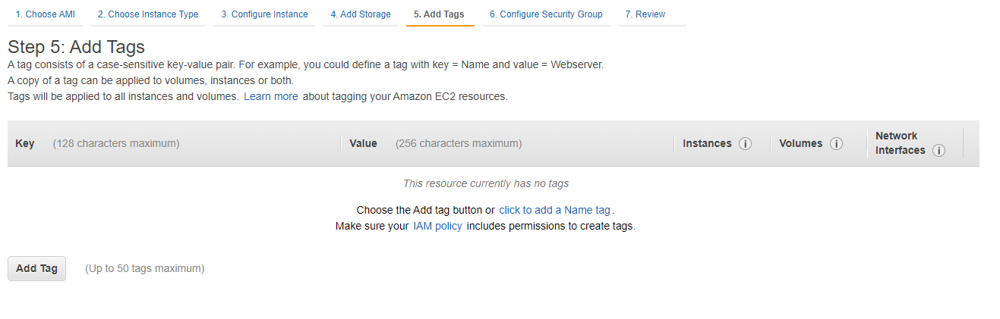 1. Choose AMI 2. Choose Instance Type 3. Configure Instance 4. Add Storage 5. Add Tags 6. Configure Security Group 7. Review
Step 5: Add Tags
A tag consists of a case-sensitive key-value pair. For example, you could define a tag with key = Name and value = Webserver.
A copy of a tag can be applied to volumes, instances or both.
Tags will be applied to all instances and volumes. Learn more about tagging your Amazon EC2 resources.
Key (128 characters maximum) Value (256 characters maximum) Instances i Volumes i Network
Interfaces i
This resource currently has no tags
Choose the Add tag button or click to add a Name tag.
Make sure your IAM policy includes permissions to create tags.
Add Tag (Up to 50 tags maximum)